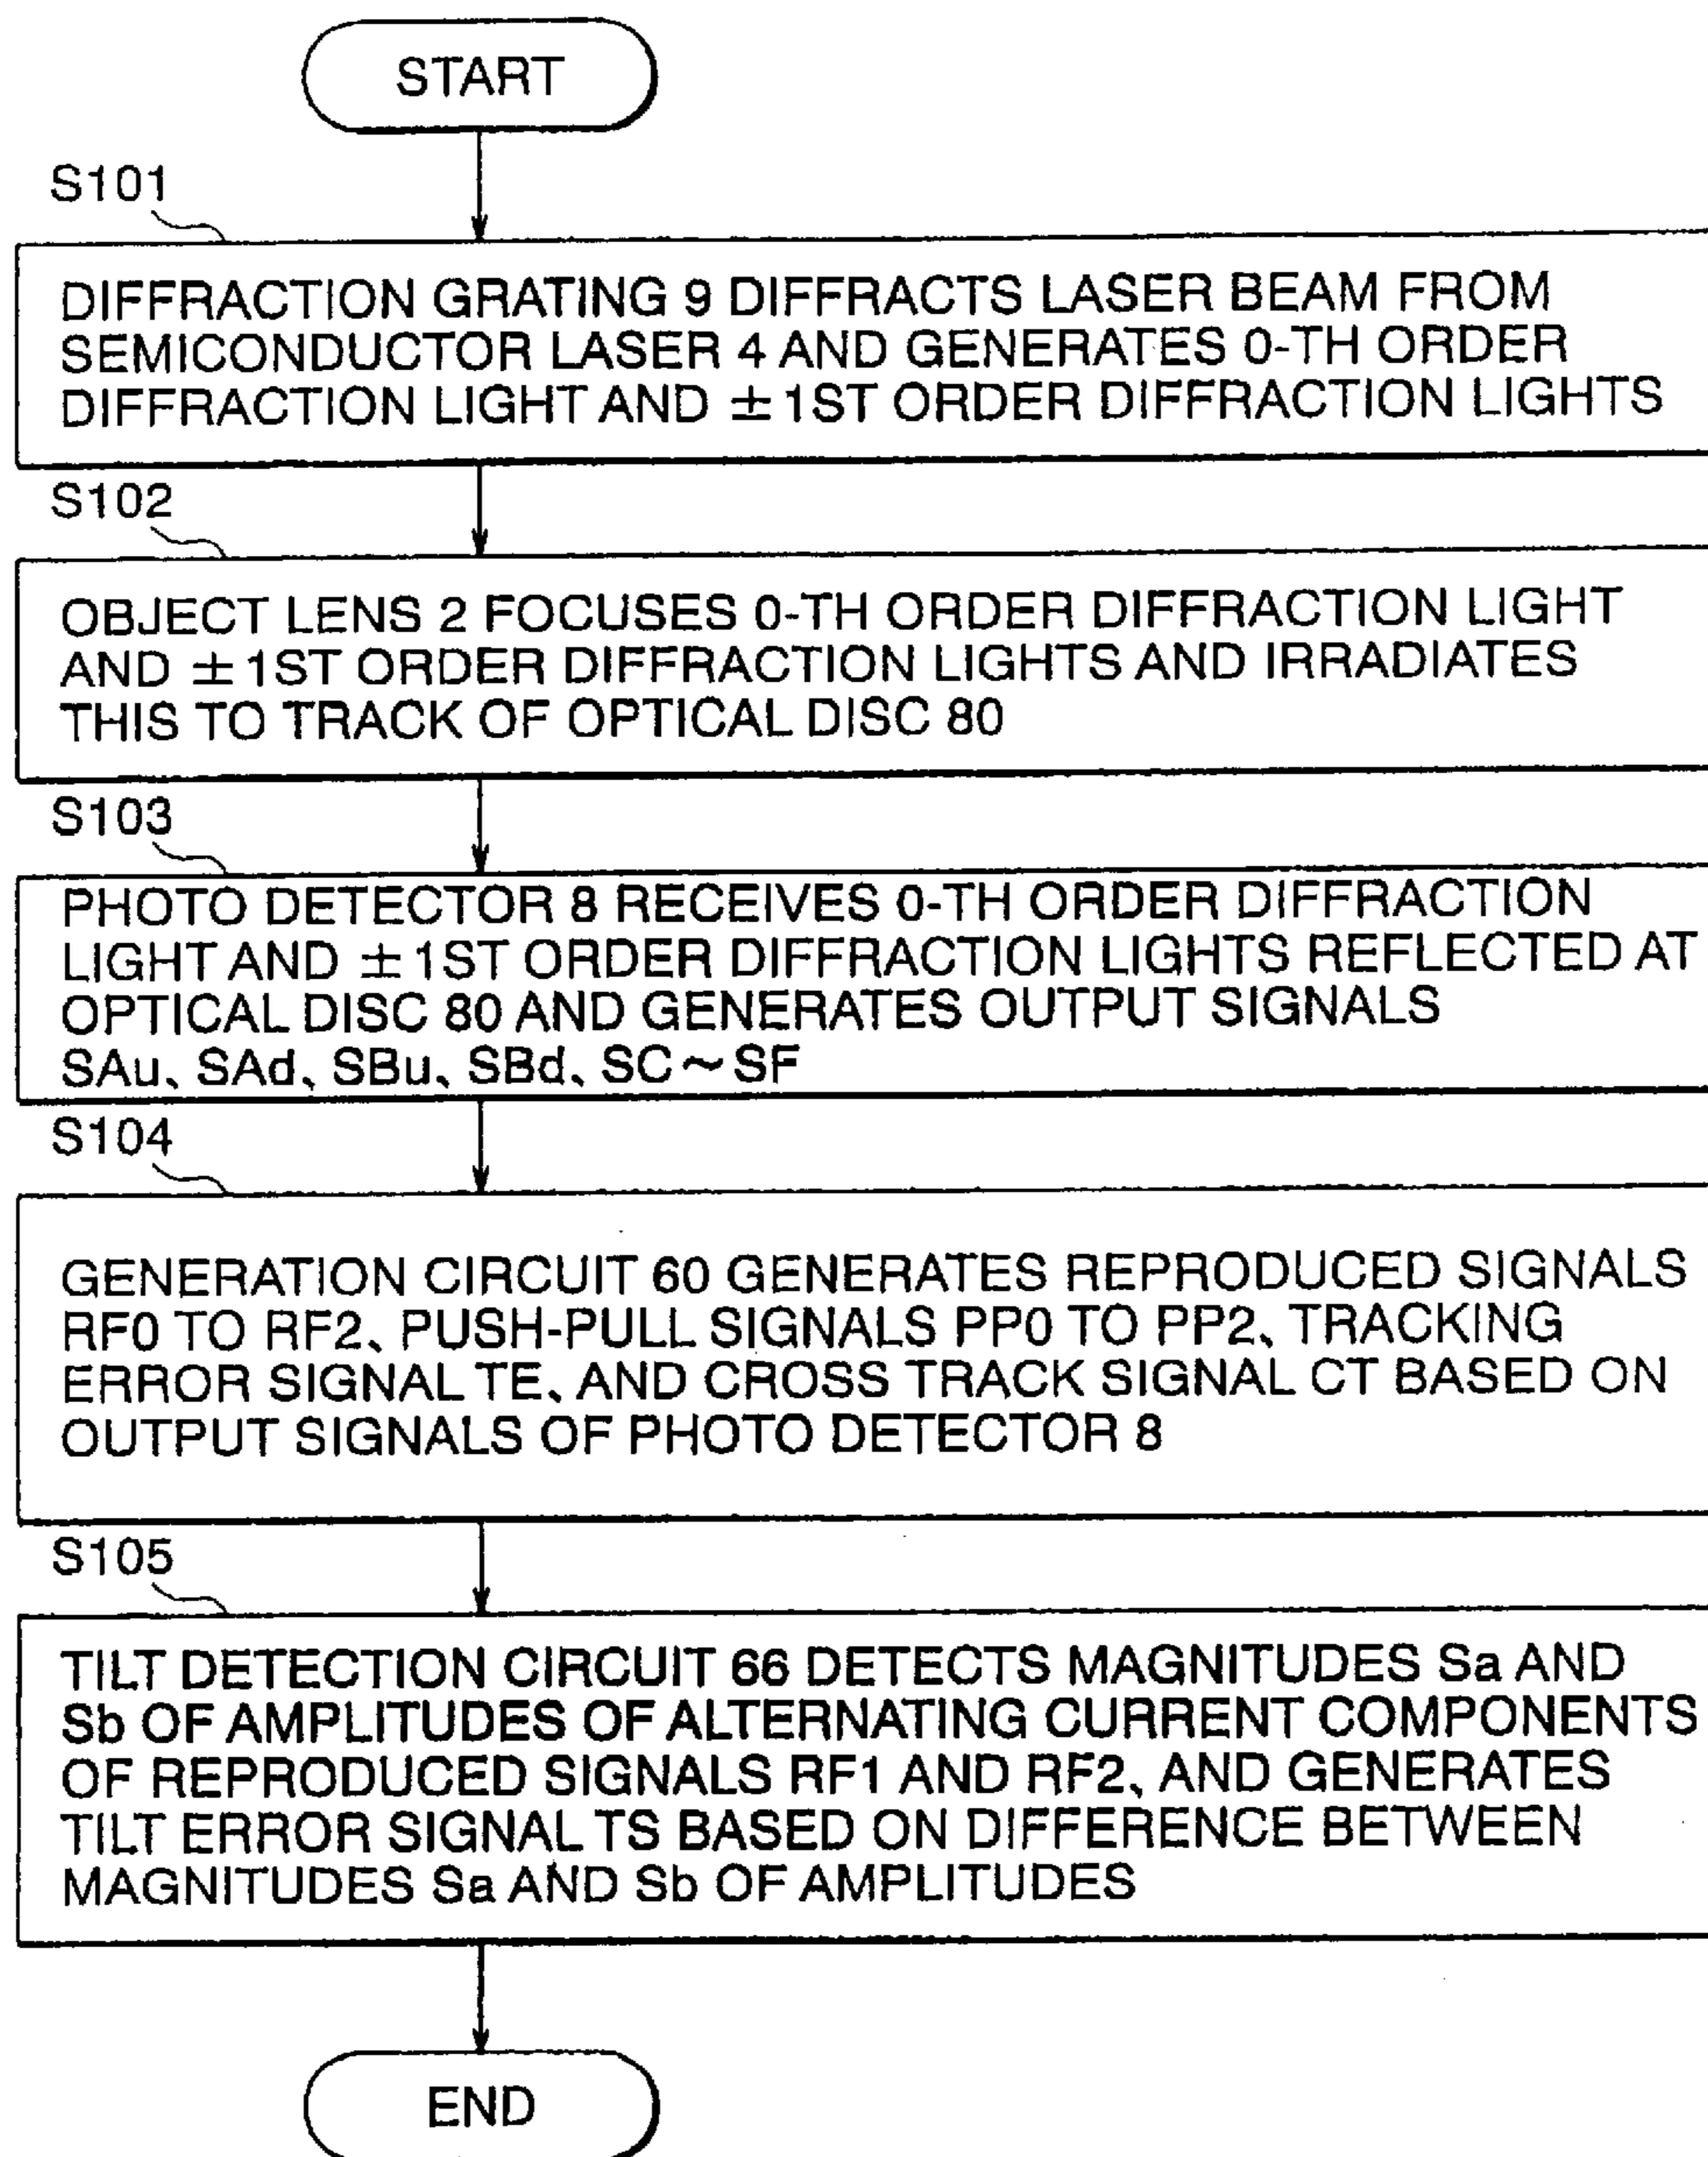 START
S101
DIFFRACTION GRATING 9 DIFFRACTS LASER BEAM FROM
SEMICONDUCTOR LASER 4 AND GENERATES 0-TH ORDER
DIFFRACTION LIGHT AND ±1ST ORDER DIFFRACTION LIGHTS
S102
OBJECT LENS 2 FOCUSES 0-TH ORDER DIFFRACTION LIGHT
AND ±1ST ORDER DIFFRACTION LIGHTS AND IRRADIATES
THIS TO TRACK OF OPTICAL DISC 80
S103
PHOTO DETECTOR 8 RECEIVES 0-TH ORDER DIFFRACTION
LIGHT AND ±1ST ORDER DIFFRACTION LIGHTS REFLECTED AT
OPTICAL DISC 80 AND GENERATES OUTPUT SIGNALS
SAu、SAd、SBu、SBd、SC~SF
S104
GENERATION CIRCUIT 60 GENERATES REPRODUCED SIGNALS
RF0 TO RF2、PUSH-PULL SIGNALS PP0 TO PP2、TRACKING
ERROR SIGNAL TE、AND CROSS TRACK SIGNAL CT BASED ON
OUTPUT SIGNALS OF PHOTO DETECTOR 8
S105
TILT DETECTION CIRCUIT 66 DETECTS MAGNITUDES Sa AND
Sb OF AMPLITUDES OF ALTERNATING CURRENT COMPONENTS
OF REPRODUCED SIGNALS RF1 AND RF2、AND GENERATES
TILT ERROR SIGNAL TS BASED ON DIFFERENCE BETWEEN
MAGNITUDES Sa AND Sb OF AMPLITUDES
END